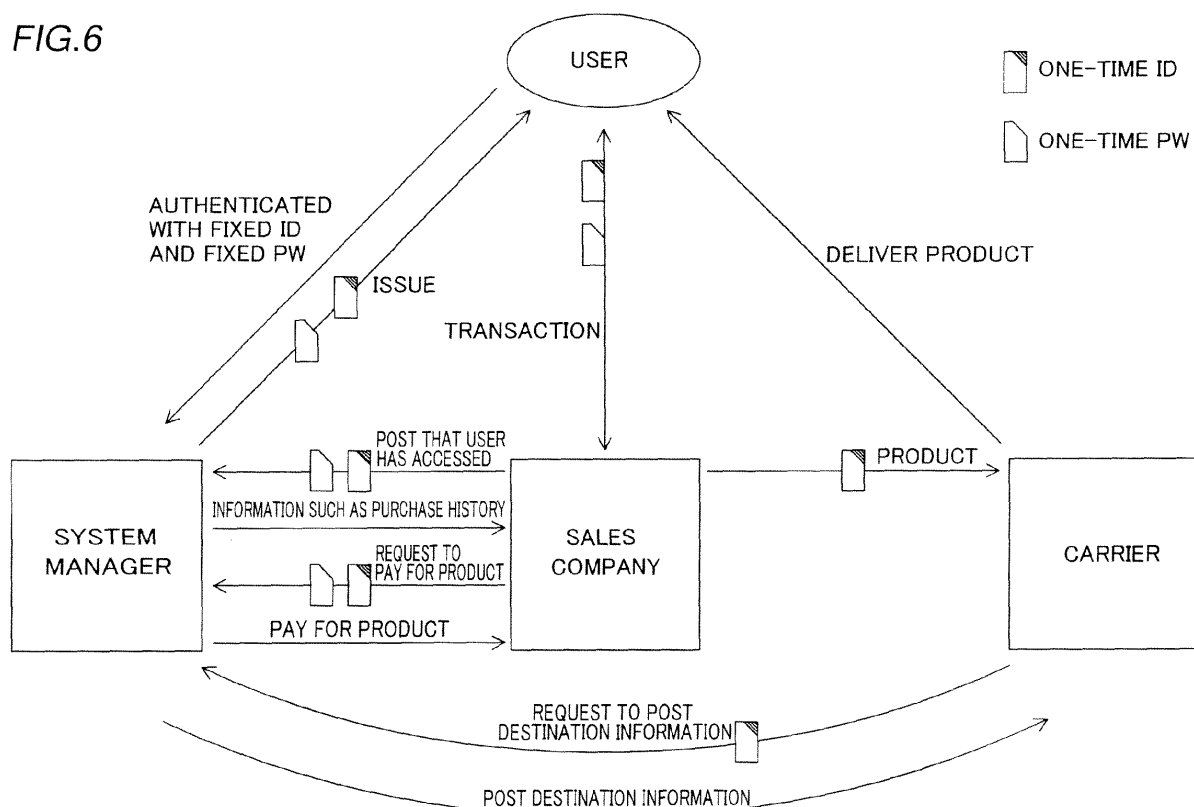 FIG.6
USER
ONE-TIME ID
ONE-TIME PW
AUTHENTICATED
WITH FIXED ID
AND FIXED PW
ISSUE
TRANSACTION
DELIVER PRODUCT
POST THAT USER
HAS ACCESSED
PRODUCT
INFORMATION SUCH AS PURCHASE HISTORY
SYSTEM
MANAGER
SALES
COMPANY
CARRIER
REQUEST TO
PAY FOR PRODUCT
PAY FOR PRODUCT
REQUEST TO POST
DESTINATION INFORMATION
POST DESTINATION INFORMATION